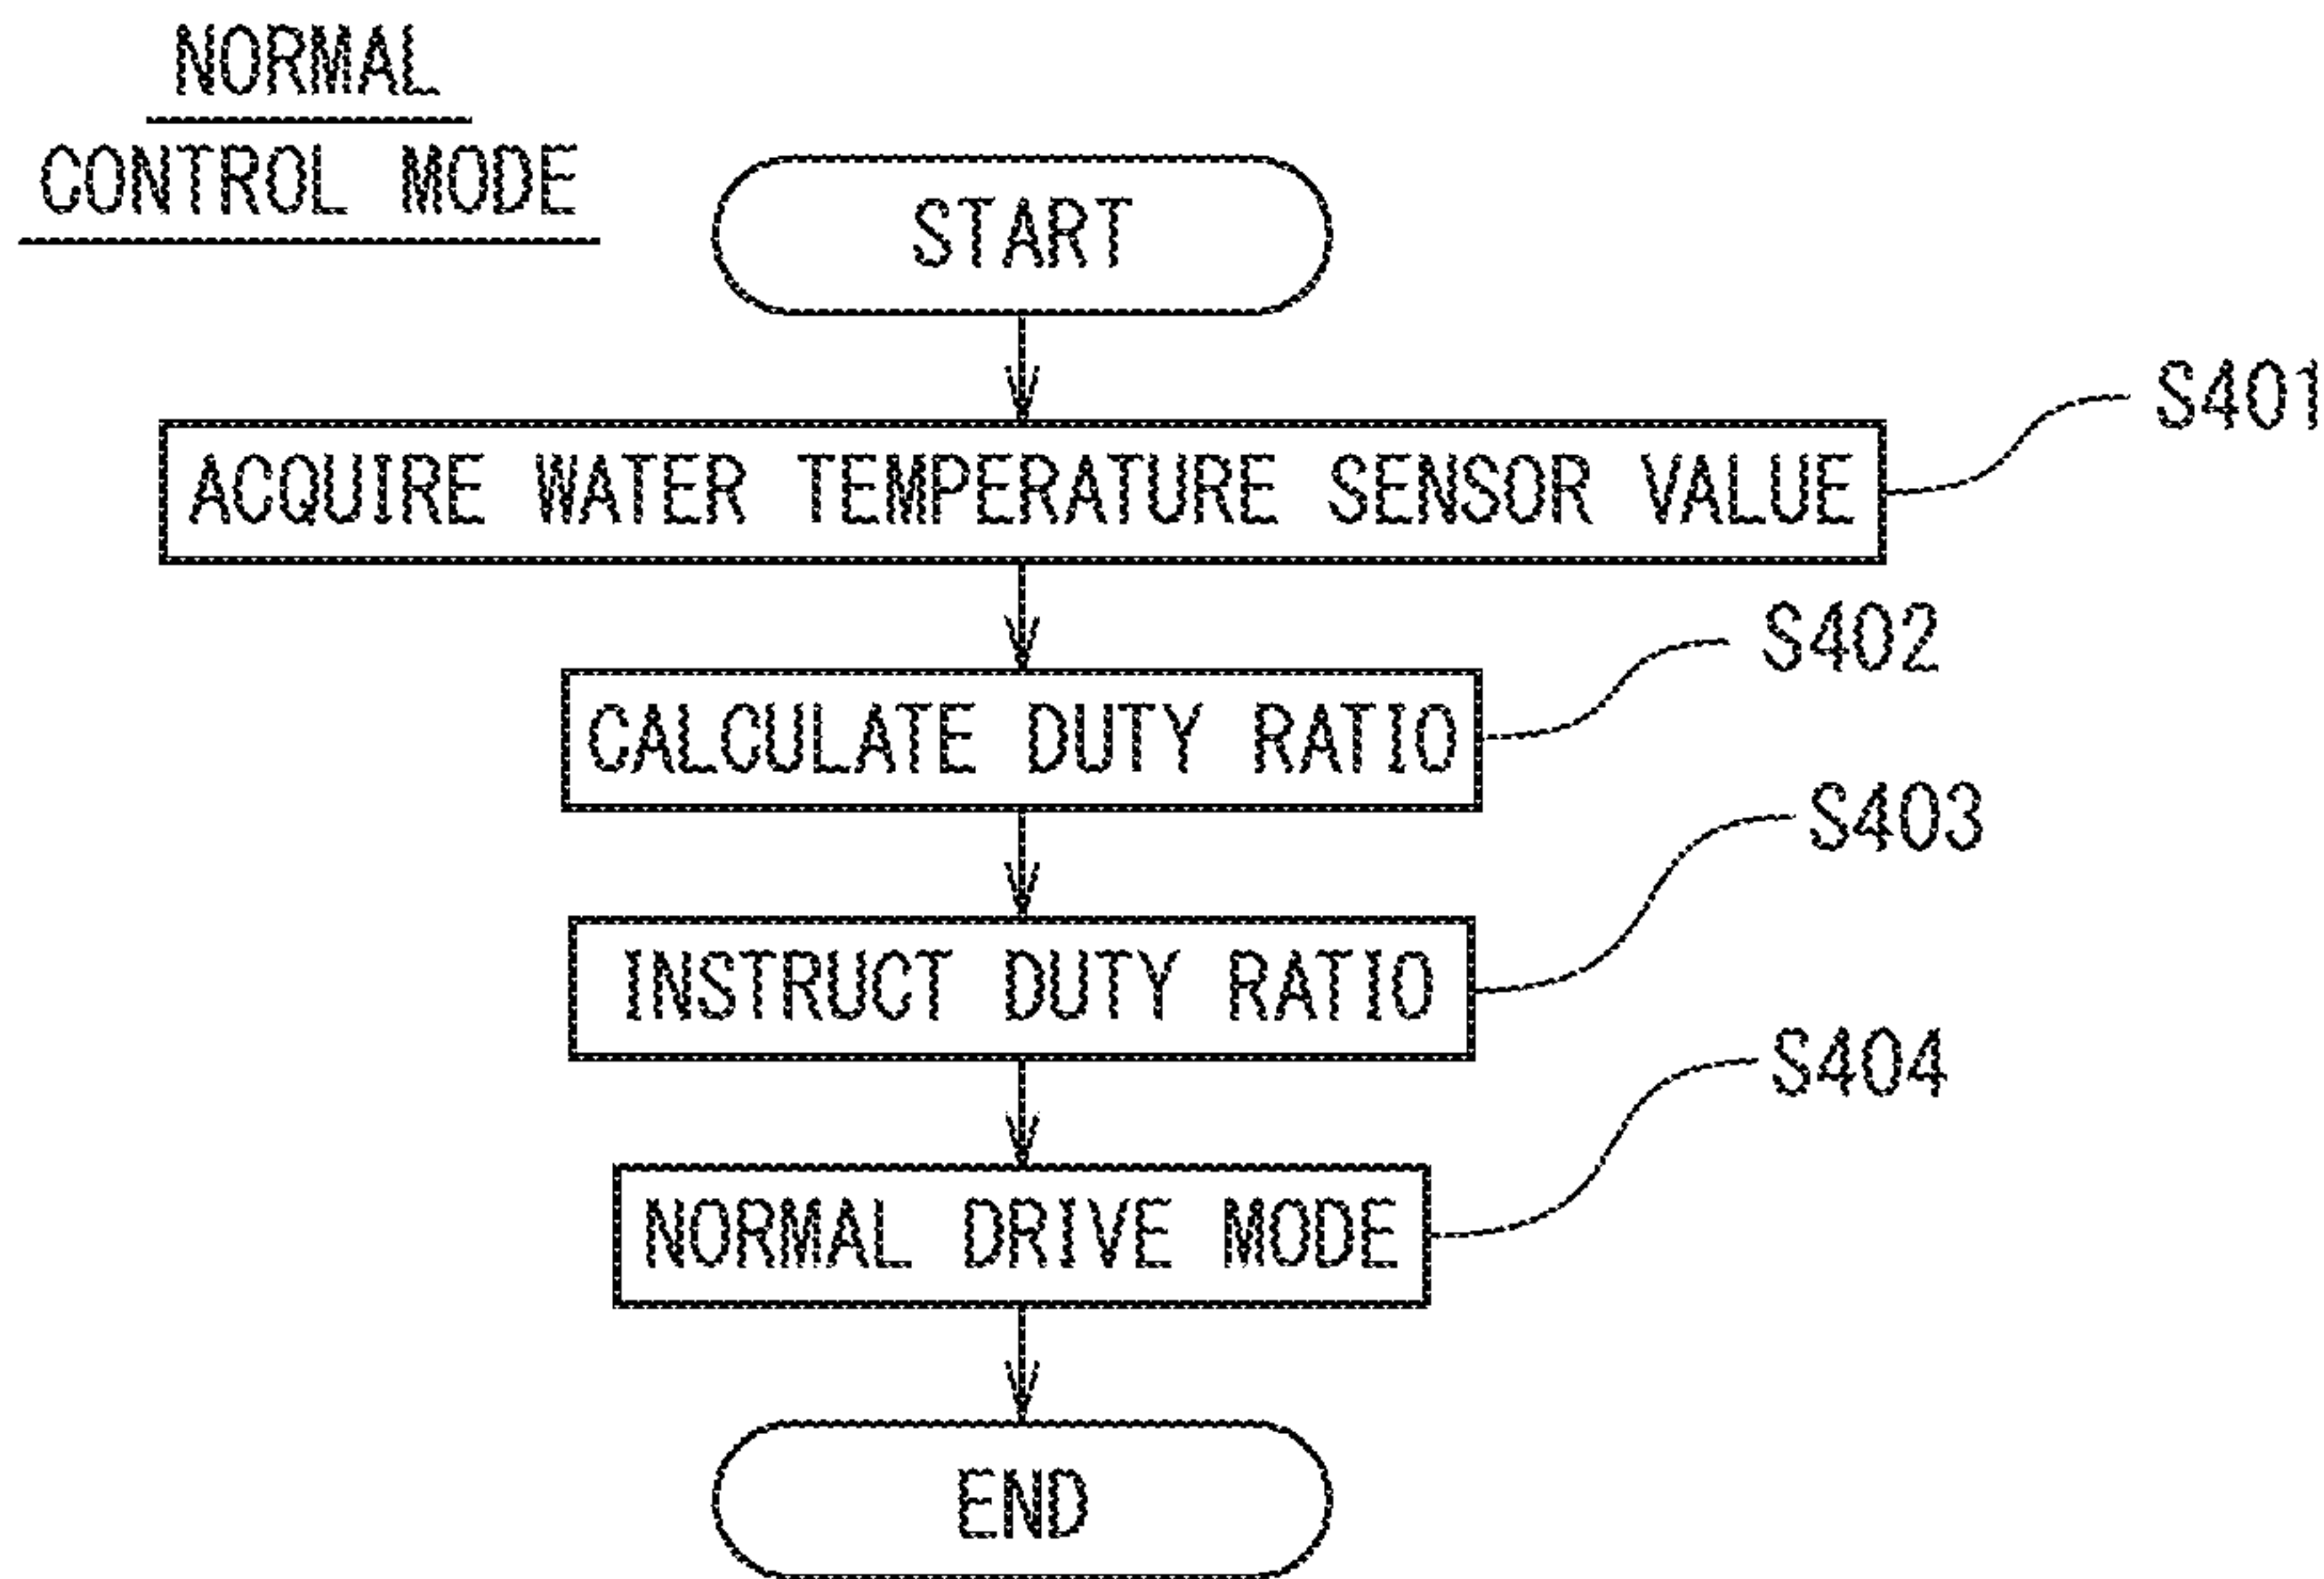 NORMAL
CONTROL MODE
START
ACQUIRE WATER TEMPERATURE SENSOR VALUE
S401
CALCULATE DUTY RATIO
S402
INSTRUCT DUTY RATIO
S403
NORMAL DRIVE MODE
S404
END